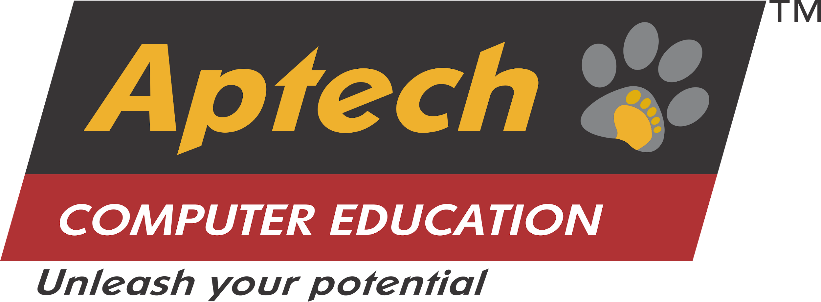 Aptech
TM
COMPUTER EDUCATION
Unleash your potential